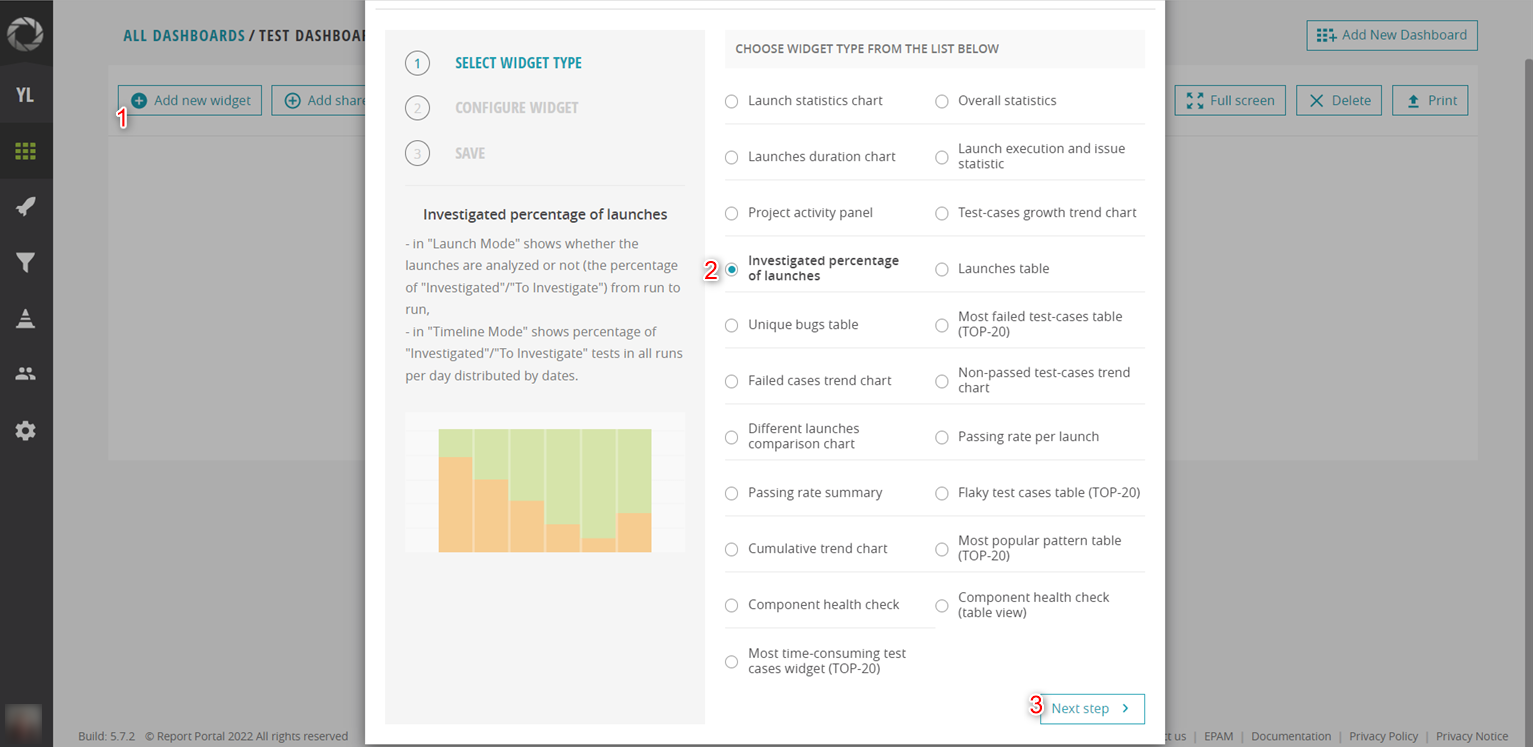 ALL DASHBOARDS / TEST DASHBOA
Add New Dashboard
YL
Add new widget
Add share
Full screen
Delete
Print
1
1 SELECT WIDGET TYPE
2 CONFIGURE WIDGET
3 SAVE
Investigated percentage of launches
- in "Launch Mode" shows whether the
launches are analyzed or not (the percentage
of "Investigated"/"To Investigate") from run to
run,
- in "Timeline Mode" shows percentage of
"Investigated"/"To Investigate" tests in all runs
per day distributed by dates.
CHOOSE WIDGET TYPE FROM THE LIST BELOW
Launch statistics chart
Overall statistics
Launches duration chart
Launch execution and issue
statistic
Project activity panel
Test-cases growth trend chart
2
Investigated percentage
of launches
Launches table
Unique bugs table
Most failed test-cases table
(TOP-20)
Failed cases trend chart
Non-passed test-cases trend
chart
Different launches
comparison chart
Passing rate per launch
Passing rate summary
Flaky test cases table (TOP-20)
Cumulative trend chart
Most popular pattern table
(TOP-20)
Component health check
Component health check
(table view)
Most time-consuming test
cases widget (TOP-20)
3
Next step
Build: 5.7.2 © Report Portal 2022 All rights reserved
ct us | EPAM | Documentation | Privacy Policy | Privacy Notice